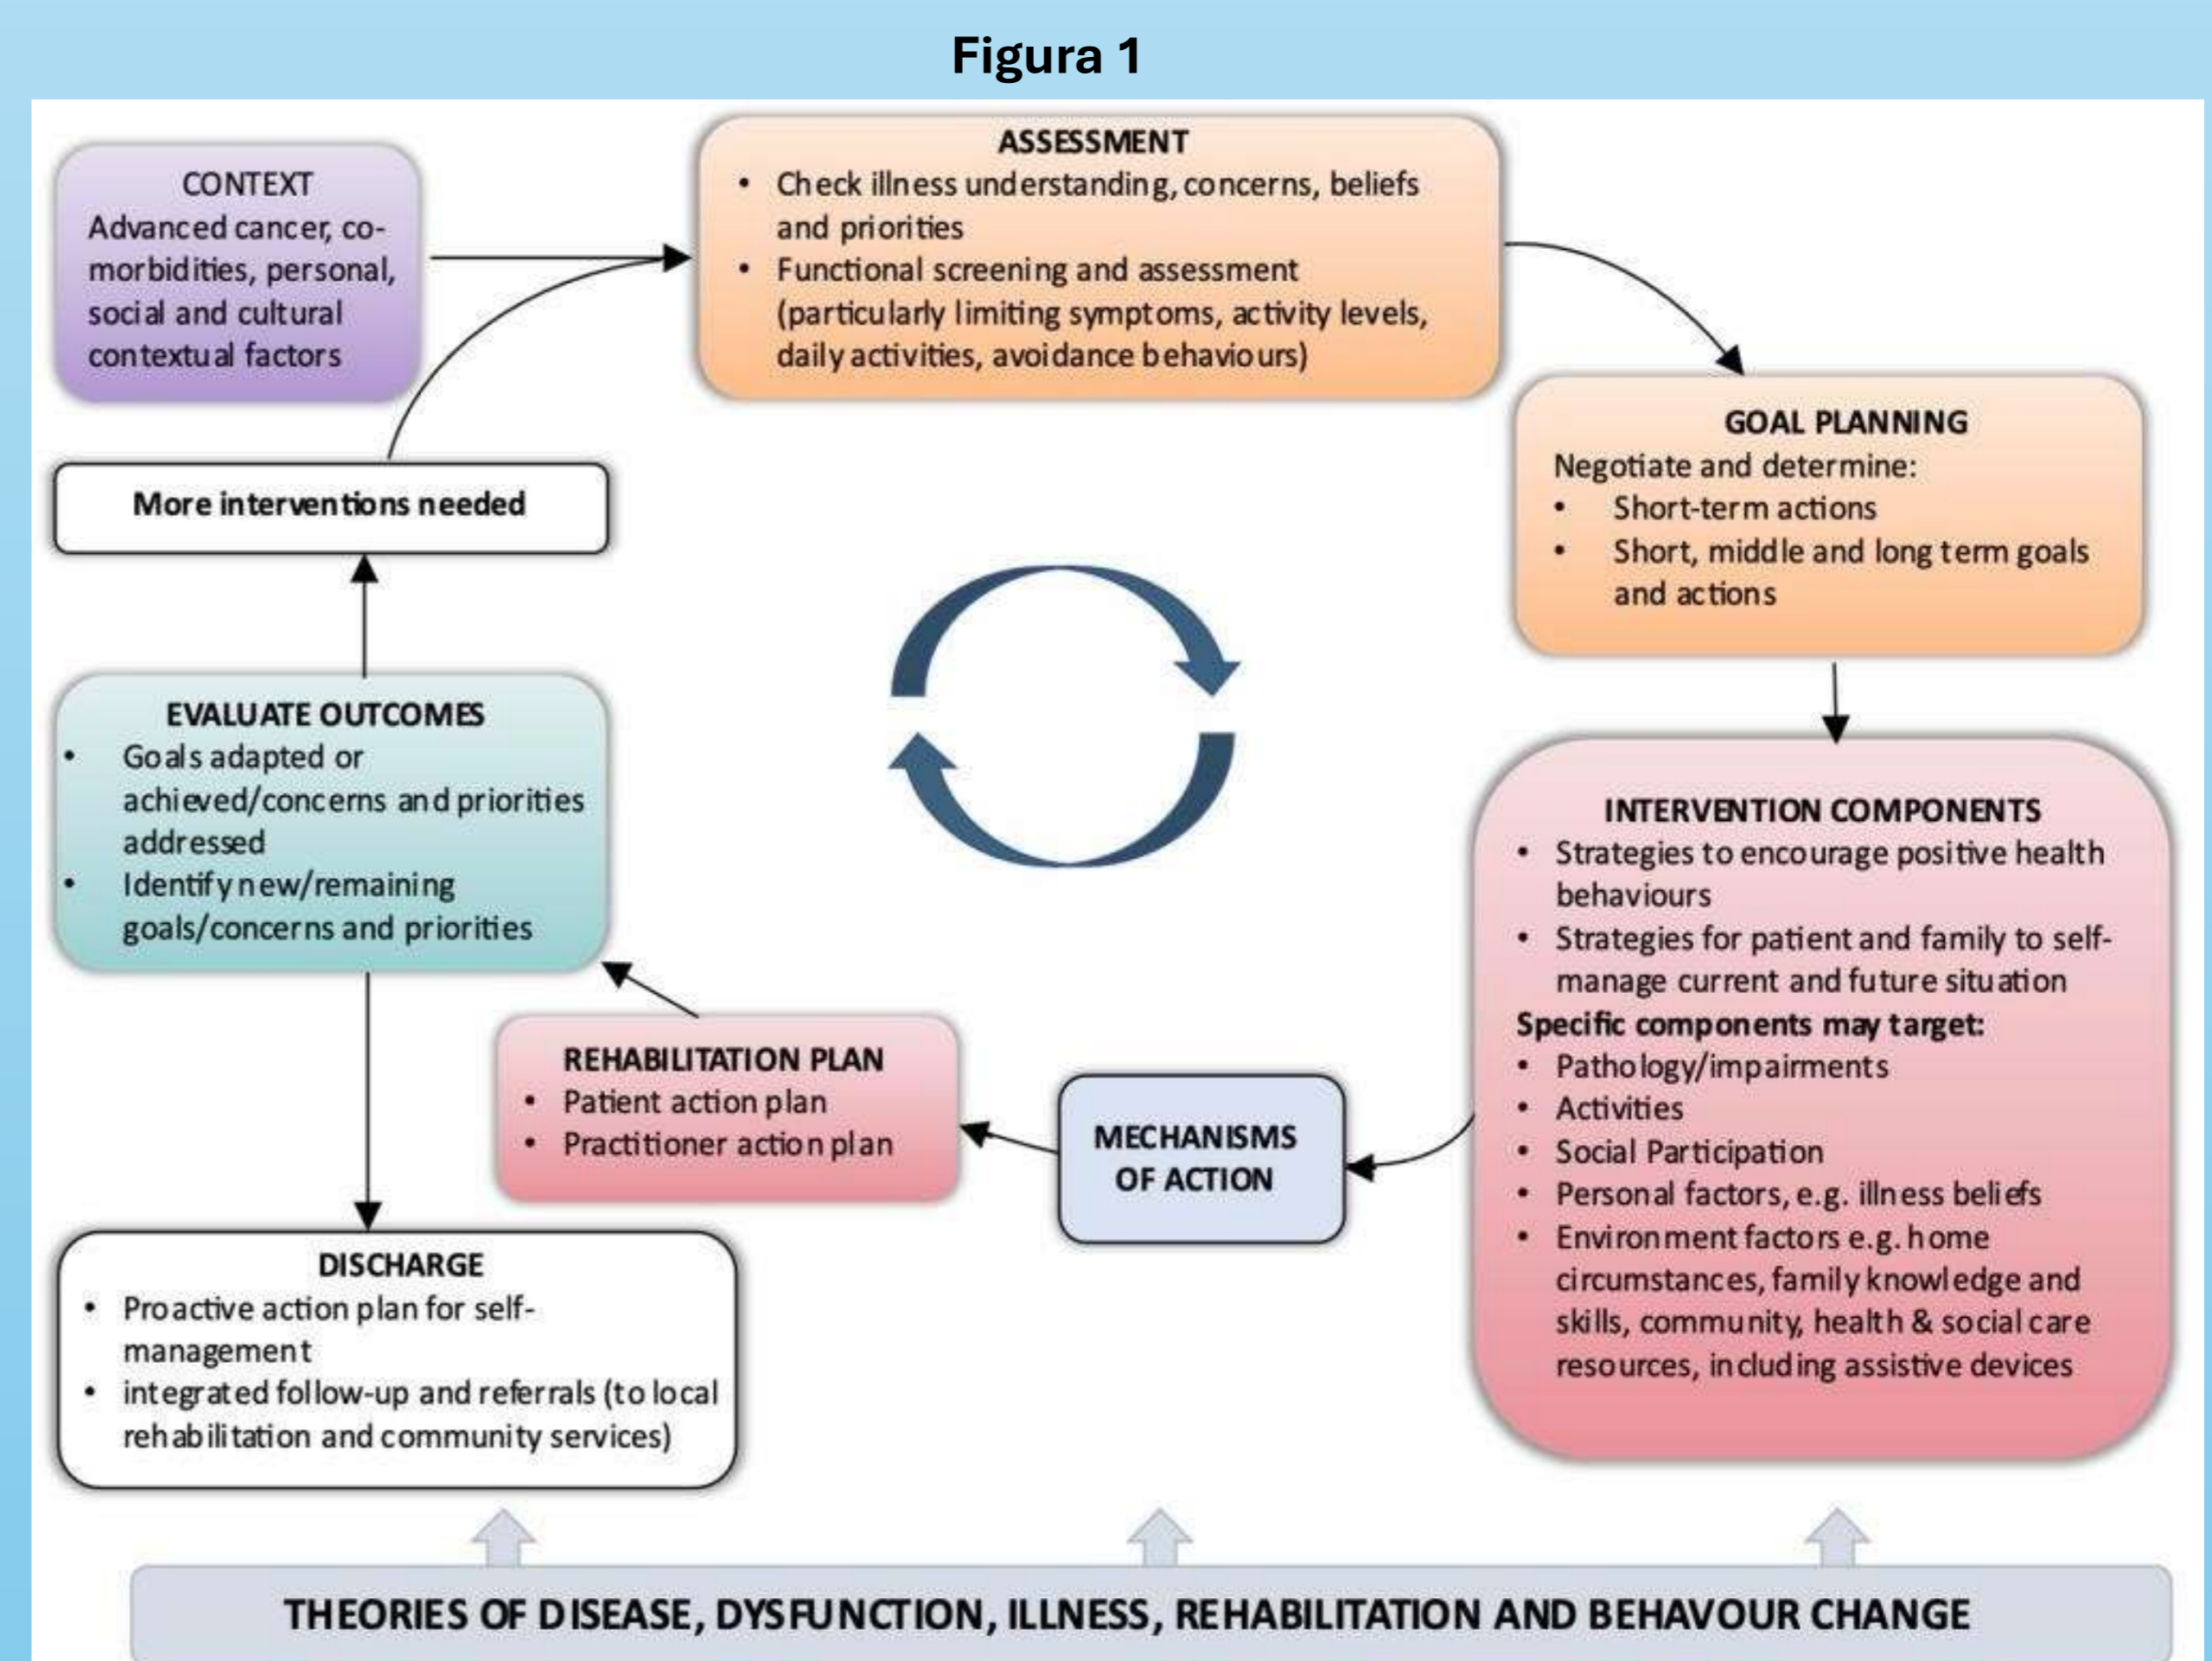 Figura 1
CONTEXT
Advanced cancer, co-
morbidities, personal,
social and cultural
contextual factors
ASSESSMENT
• Check illness understanding, concerns, beliefs
and priorities
• Functional screening and assessment
(particularly limiting symptoms, activity levels,
daily activities, avoidance behaviours)
GOAL PLANNING
Negotiate and determine:
• Short-term actions
• Short, middle and long term goals
and actions
INTERVENTION COMPONENTS
• Strategies to encourage positive health
behaviours
• Strategies for patient and family to self-
manage current and future situation
Specific components may target:
• Pathology/impairments
• Activities
• Social Participation
• Personal factors, e.g. illness beliefs
• Environment factors e.g. home
circumstances, family knowledge and
skills, community, health & social care
resources, including assistive devices
MECHANISMS
OF ACTION
REHABILITATION PLAN
• Patient action plan
• Practitioner action plan
EVALUATE OUTCOMES
• Goals adapted or
achieved/concerns and priorities
addressed
• Identify new/remaining
goals/concerns and priorities
More interventions needed
DISCHARGE
• Proactive action plan for self-
management
• integrated follow-up and referrals (to local
rehabilitation and community services)
THEORIES OF DISEASE, DYSFUNCTION, ILLNESS, REHABILITATION AND BEHAVOUR CHANGE